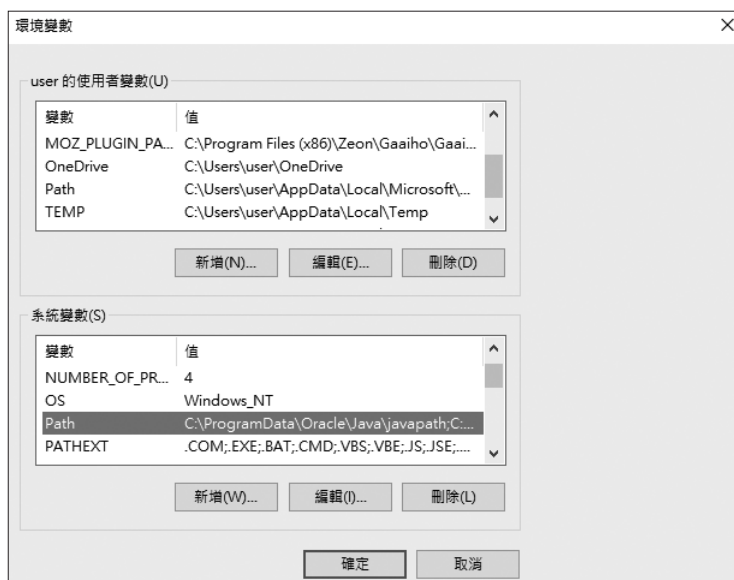 環境變數
user 的使用者變數(U)
變數 值
MOZ_PLUGIN_PA... C:\Program Files (x86)\Zeon\Gaaiho\Gaai...
OneDrive C:\Users\user\OneDrive
Path C:\Users\user\AppData\Local\Microsoft\...
TEMP C:\Users\user\AppData\Local\Temp
新增(N)... 編輯(E)... 刪除(D)
系統變數(S)
變數 值
NUMBER_OF_PR... 4
OS Windows_NT
Path C:\ProgramData\Oracle\Java\javapath;C:...
PATHEXT .COM;.EXE;.BAT;.CMD;.VBS;.VBE;.JS;.JSE;....
新增(W)... 編輯(I)... 刪除(L)
確定 取消